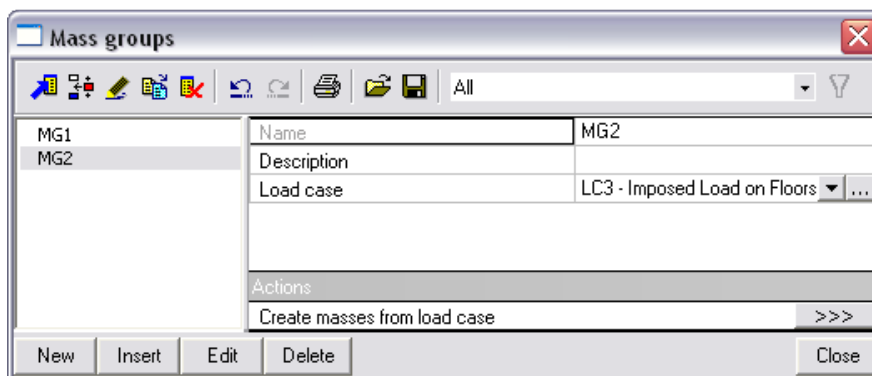 Mass groups
All
MG1
MG2
Name MG2
Description
Load case LC3 - Imposed Load on Floors ...
Actions
Create masses from load case >>>
New Insert Edit Delete Close